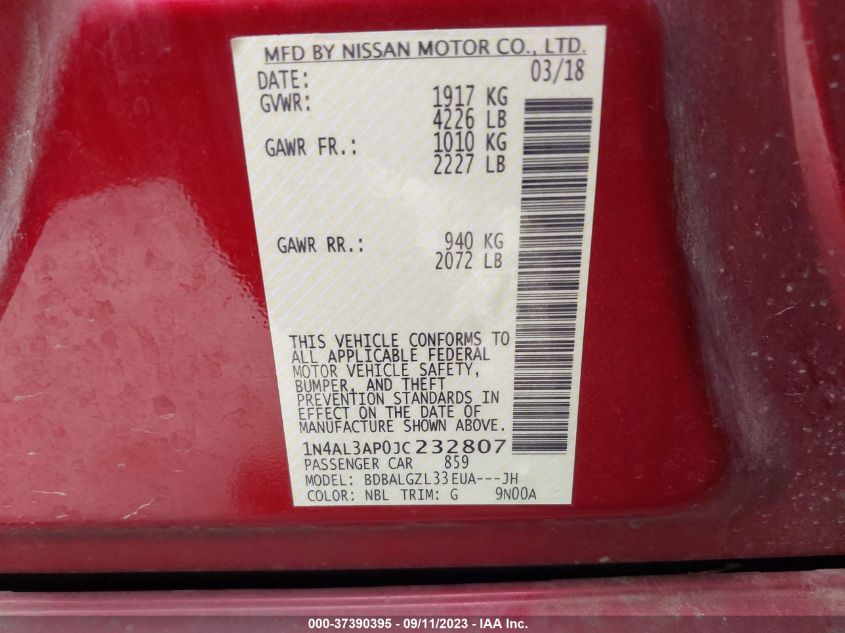 MFD BY NISSAN MOTOR CO., LTD.
DATE: 03/18
GVWR: 1917 KG
4226 LB
GAWR FR.: 1010 KG
2227 LB
GAWR RR.: 940 KG
2072 LB
THIS VEHICLE CONFORMS TO
ALL APPLICABLE FEDERAL
MOTOR VEHICLE SAFETY,
BUMPER, AND THEFT
PREVENTION STANDARDS IN
EFFECT ON THE DATE OF
MANUFACTURE SHOWN ABOVE.
1N4AL3AP0JC232807
PASSENGER CAR 859
MODEL: BDBALGZL33EUA---JH
COLOR: NBL TRIM: G 9N00A
000-37390395 - 09/11/2023 - IAA Inc.